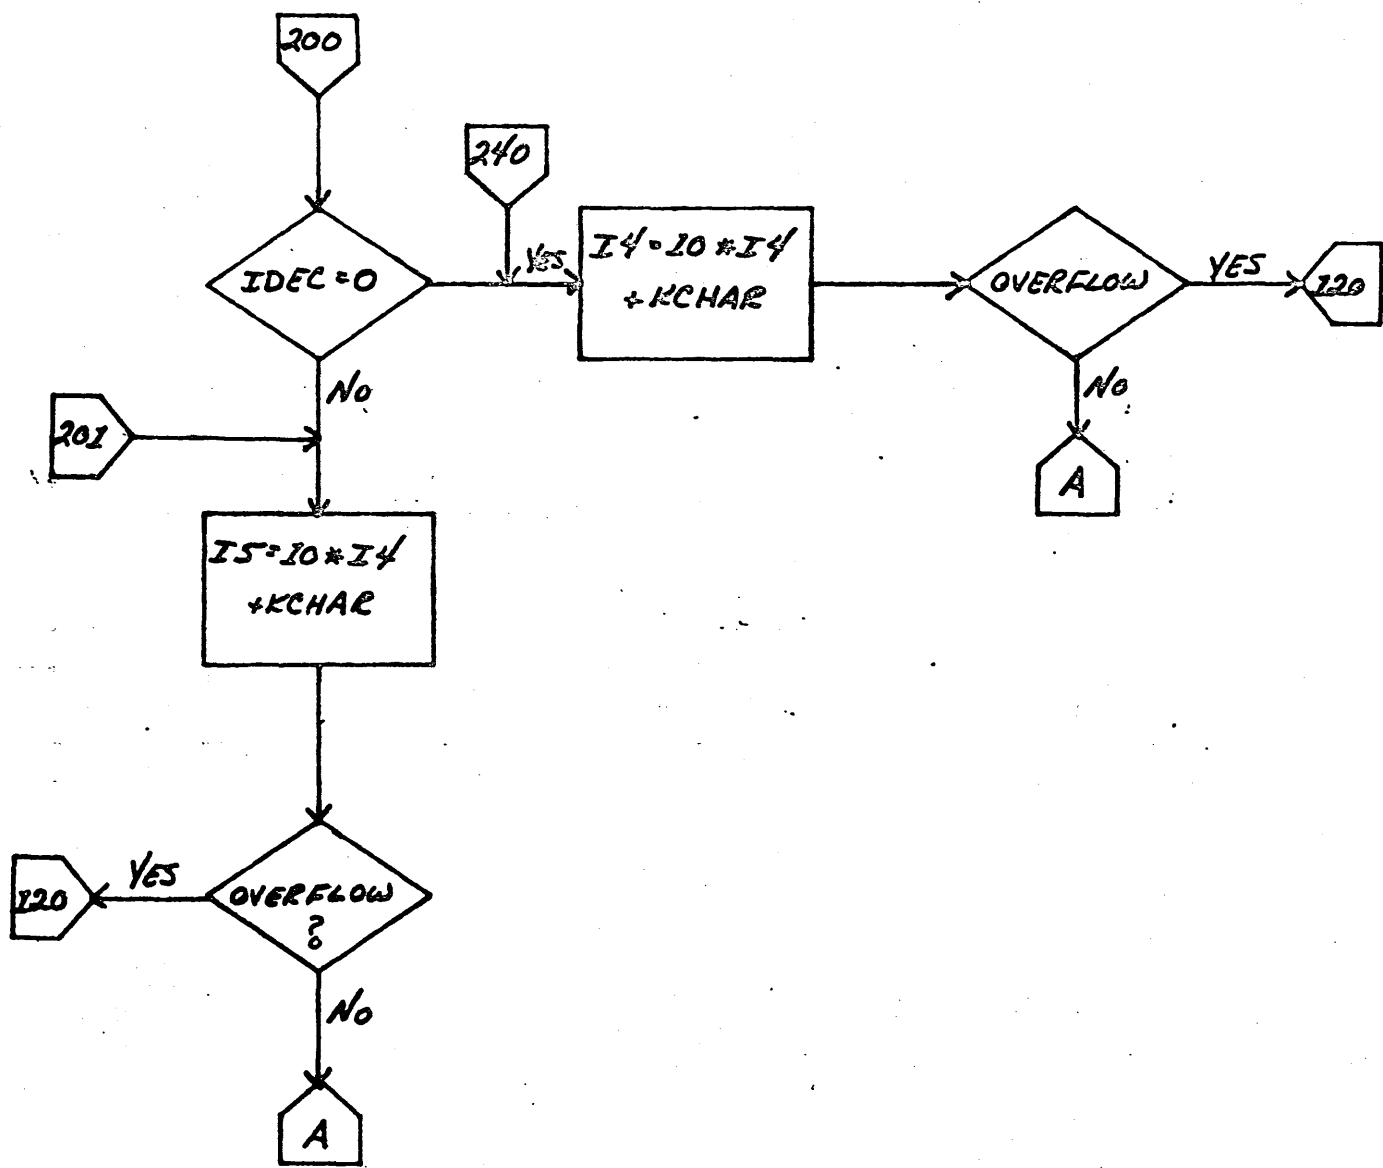 200
240
IDEC=0
YES
I4=10*I4
+KCHAR
OVERFLOW
YES
120
NO
NO
A
201
I5=10*I4
+KCHAR
YES
120
OVERFLOW
?
NO
A